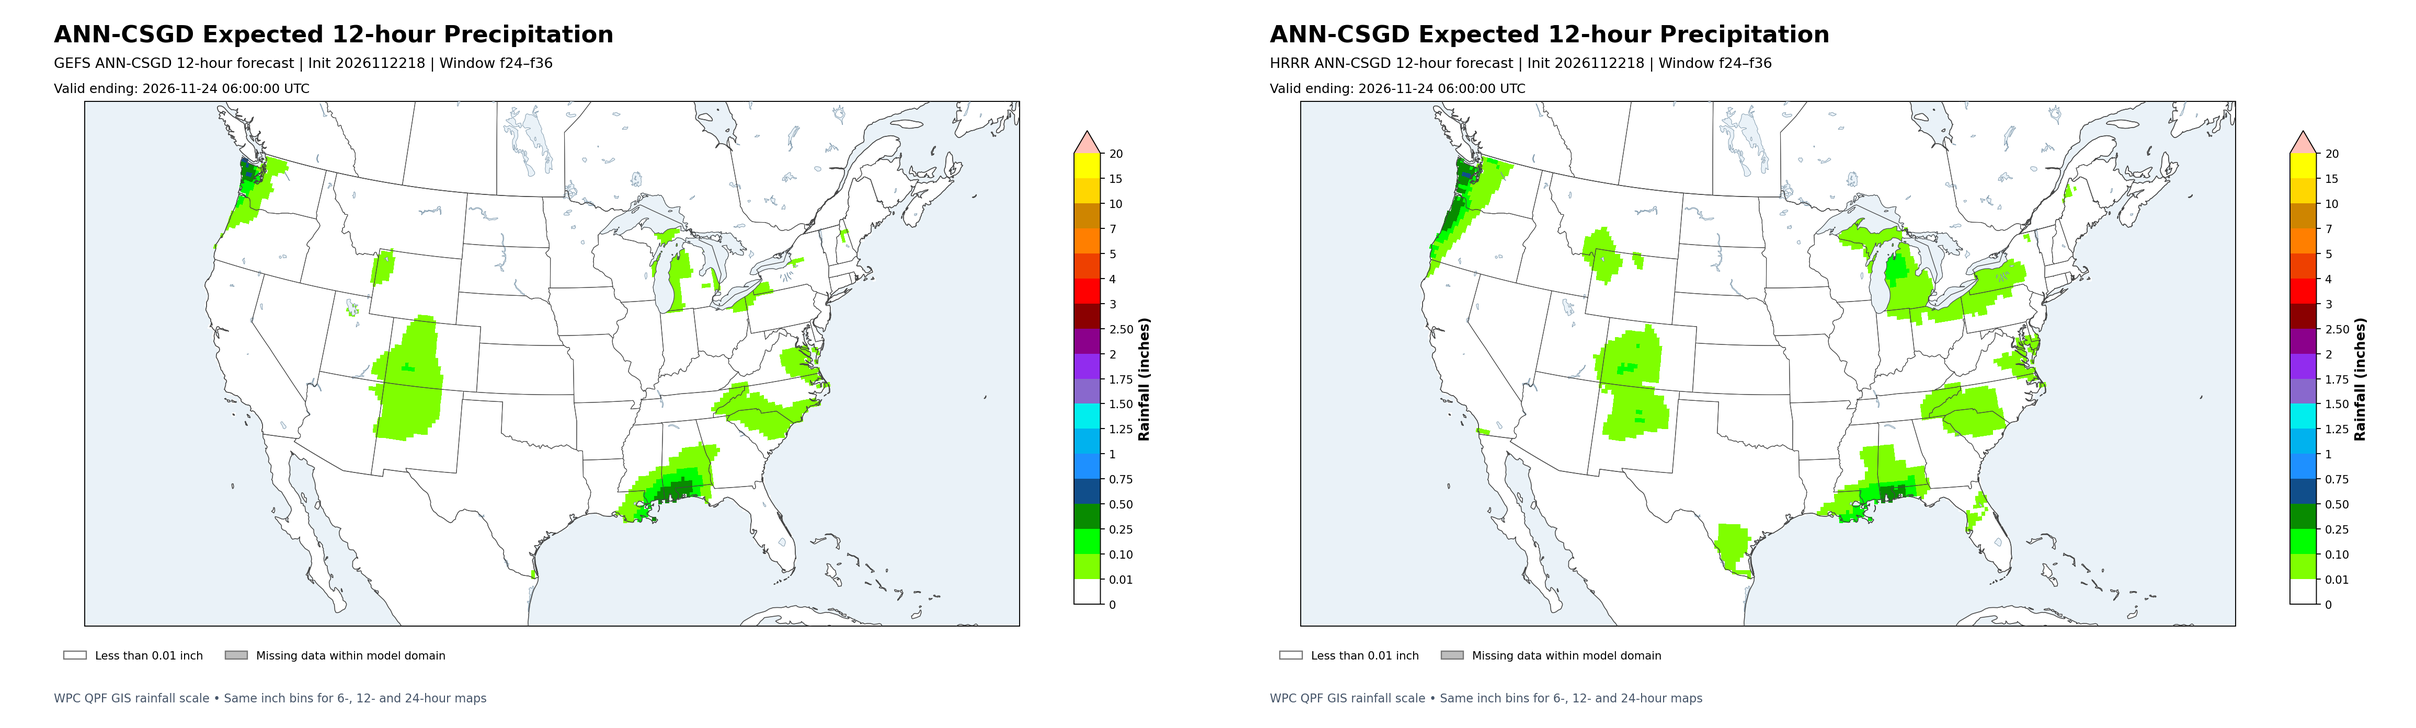 ANN-CSGD Expected 12-hour Precipitation
GEFS ANN-CSGD 12-hour forecast | Init 2026112218 | Window f24–f36
Valid ending: 2026-11-24 06:00:00 UTC
20
15
10
7
5
4
3
2.50
2
1.75
1.50
1.25
1
0.75
0.50
0.25
0.10
0.01
0
Rainfall (inches)
Less than 0.01 inch
Missing data within model domain
WPC QPF GIS rainfall scale • Same inch bins for 6-, 12- and 24-hour maps
ANN-CSGD Expected 12-hour Precipitation
HRRR ANN-CSGD 12-hour forecast | Init 2026112218 | Window f24–f36
Valid ending: 2026-11-24 06:00:00 UTC
20
15
10
7
5
4
3
2.50
2
1.75
1.50
1.25
1
0.75
0.50
0.25
0.10
0.01
0
Rainfall (inches)
Less than 0.01 inch
Missing data within model domain
WPC QPF GIS rainfall scale • Same inch bins for 6-, 12- and 24-hour maps